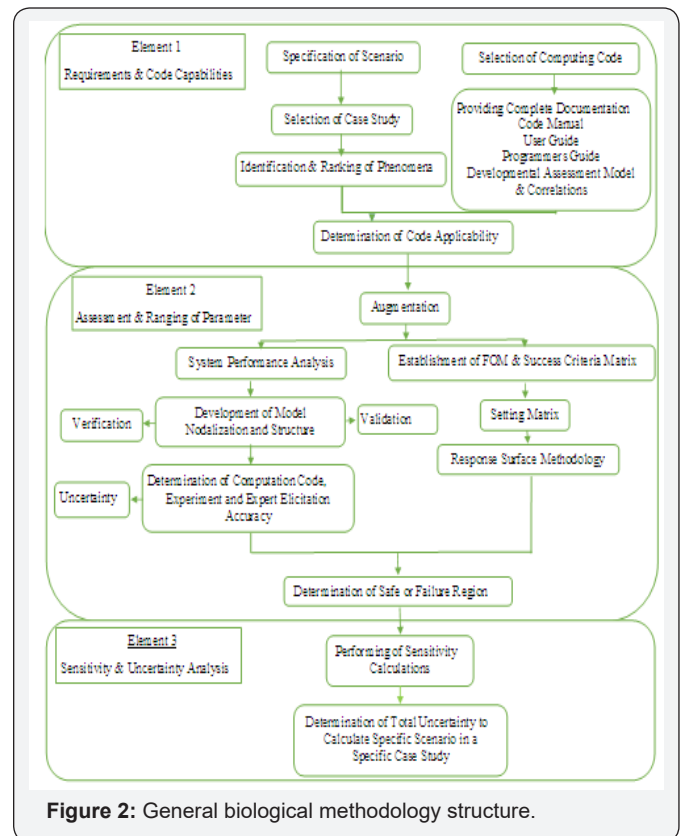 Element 1
Requirements & Code Capabilities
Specification of Scenario
Selection of Computing Code
Selection of Case Study
Providing Complete Documentation
Code Manual
User Guide
Programmers Guide
Developmental Assessment Model
& Correlations
Identification & Ranking of Phenomena
Determination of Code Applicability
Element 2
Assessment & Ranging of Parameter
Augmentation
System Performance Analysis
Establishment of FOM & Success Criteria Matrix
Verification
Development of Model
Nodalization and Structure
Validation
Setting Matrix
Response Surface Methodology
Uncertainty
Determination of Computation Code,
Experiment and Expert Elicitation
Accuracy
Determination of Safe or Failure Region
Element 3
Sensitivity & Uncertainty Analysis
Performing of Sensitivity
Calculations
Determination of Total Uncertainty to
Calculate Specific Scenario in a
Specific Case Study
Figure 2: General biological methodology structure.